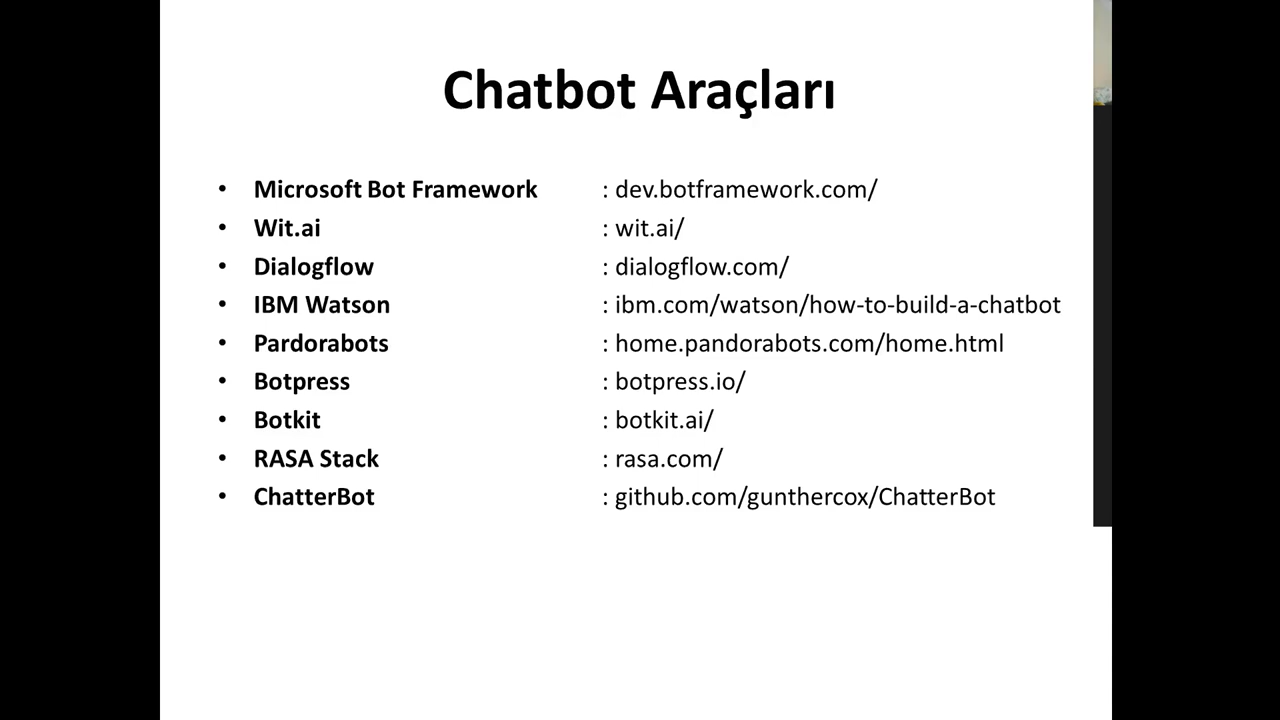 Chatbot Araçları
• Microsoft Bot Framework : dev.botframework.com/
• Wit.ai : wit.ai/
• Dialogflow : dialogflow.com/
• IBM Watson : ibm.com/watson/how-to-build-a-chatbot
• Pardorabots : home.pandorabots.com/home.html
• Botpress : botpress.io/
• Botkit : botkit.ai/
• RASA Stack : rasa.com/
• ChatterBot : github.com/gunthercox/ChatterBot